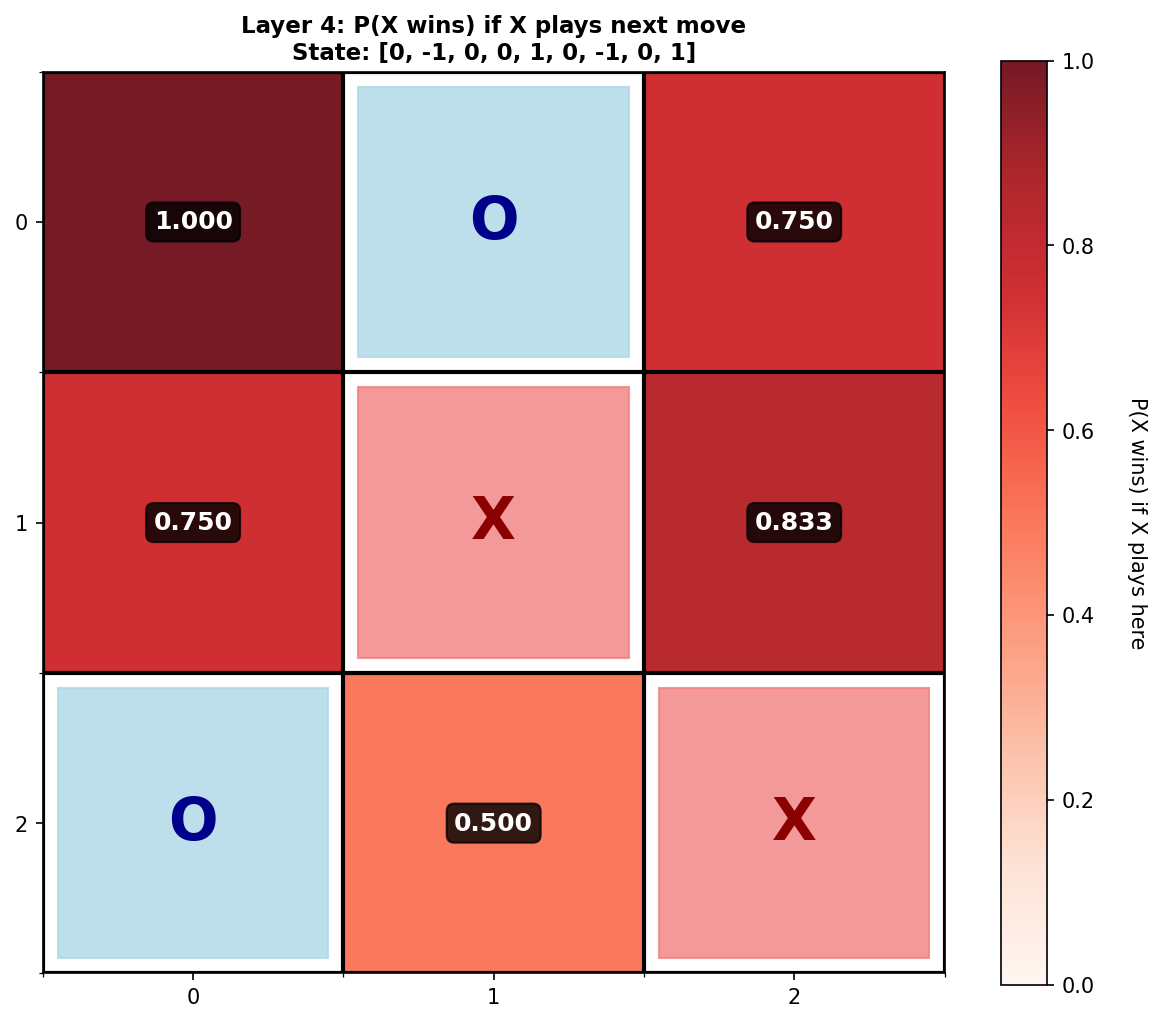 Layer 4: P(X wins) if X plays next move
State: [0, -1, 0, 0, 1, 0, -1, 0, 1]
0
1.000
O
0.750
1
0.750
X
0.833
2
O
0.500
X
0
1
2
1.0
0.8
0.6
0.4
0.2
0.0
P(X wins) if X plays here